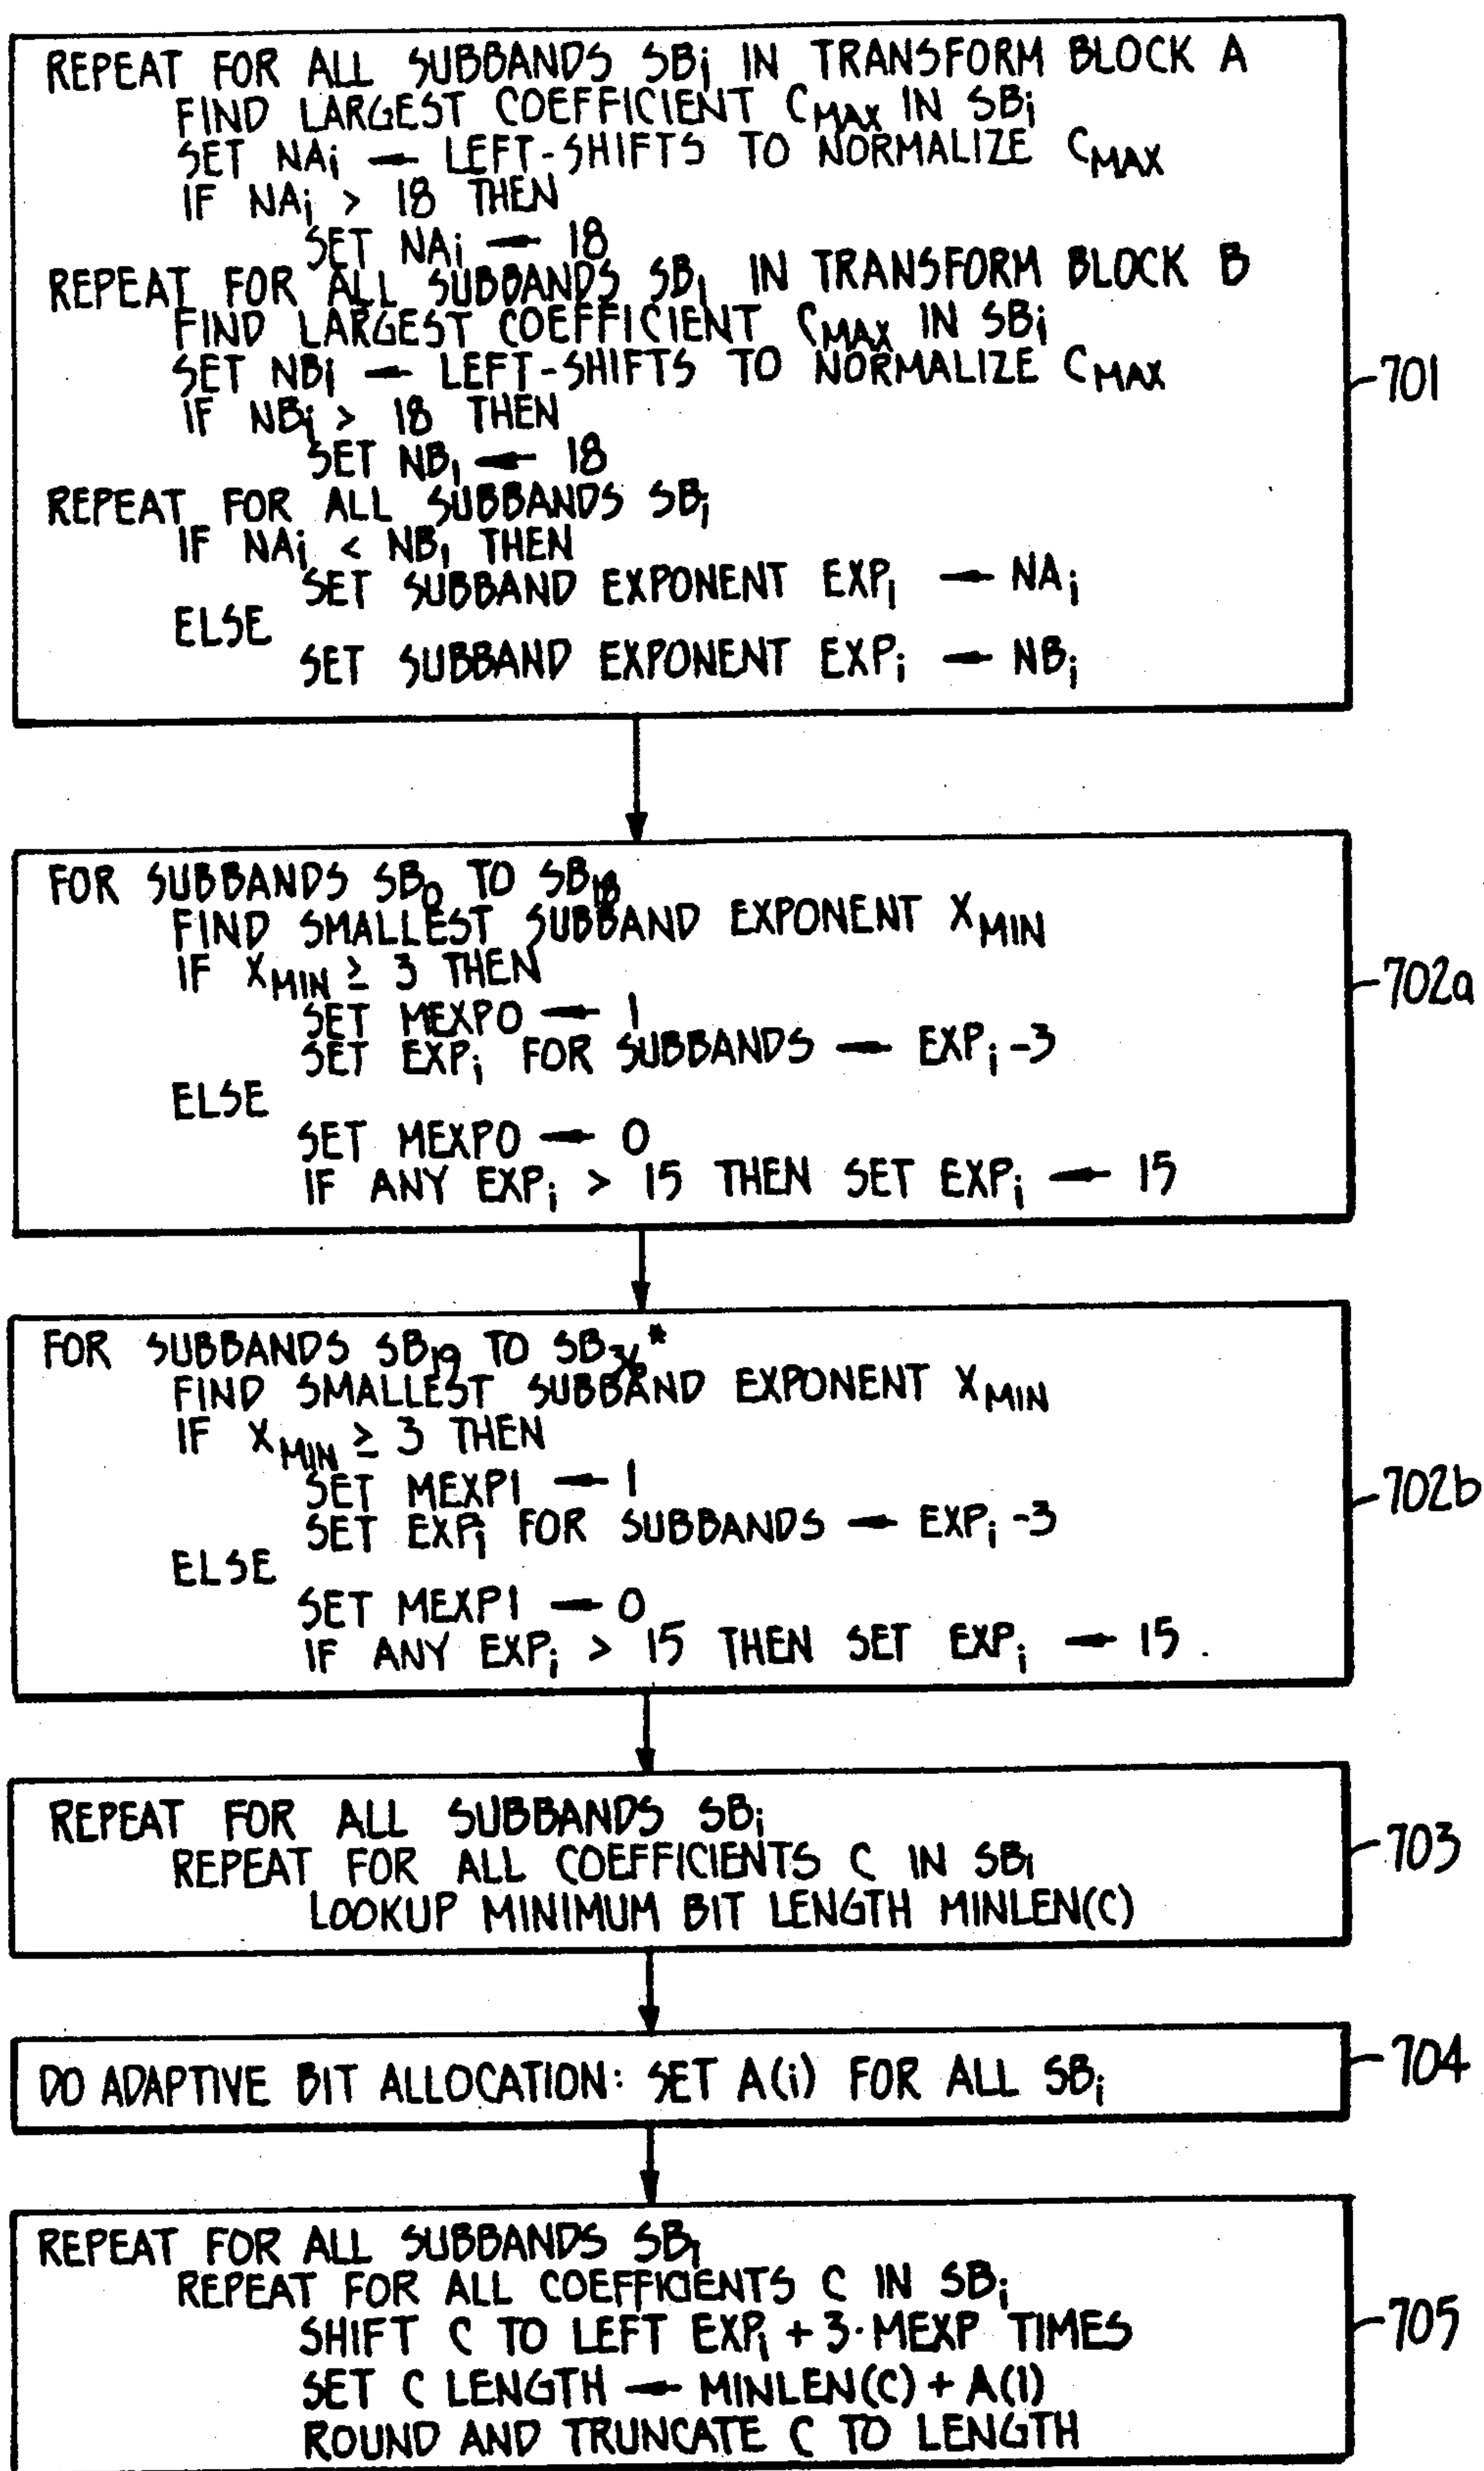 REPEAT FOR ALL SUBBANDS SBi IN TRANSFORM BLOCK A
FIND LARGEST COEFFICIENT CMAX IN SBi
SET NAi ← LEFT-SHIFTS TO NORMALIZE CMAX
IF NAi > 18 THEN
SET NAi ← 18
REPEAT FOR ALL SUBBANDS SBi IN TRANSFORM BLOCK B
FIND LARGEST COEFFICIENT CMAX IN SBi
SET NBi ← LEFT-SHIFTS TO NORMALIZE CMAX
IF NBi > 18 THEN
SET NBi ← 18
REPEAT FOR ALL SUBBANDS SBi
IF NAi < NBi THEN
SET SUBBAND EXPONENT EXPi ← NAi
ELSE
SET SUBBAND EXPONENT EXPi ← NBi
701
FOR SUBBANDS SB0 TO SB18
FIND SMALLEST SUBBAND EXPONENT XMIN
IF XMIN ≥ 3 THEN
SET MEXP0 ← 1
SET EXPi FOR SUBBANDS ← EXPi -3
ELSE
SET MEXP0 ← 0
IF ANY EXPi > 15 THEN SET EXPi ← 15
702a
FOR SUBBANDS SB19 TO SB36*
FIND SMALLEST SUBBAND EXPONENT XMIN
IF XMIN ≥ 3 THEN
SET MEXP1 ← 1
SET EXPi FOR SUBBANDS ← EXPi -3
ELSE
SET MEXP1 ← 0
IF ANY EXPi > 15 THEN SET EXPi ← 15.
702b
REPEAT FOR ALL SUBBANDS SBi
REPEAT FOR ALL COEFFICIENTS C IN SBi
LOOKUP MINIMUM BIT LENGTH MINLEN(C)
703
DO ADAPTIVE BIT ALLOCATION: SET A(i) FOR ALL SBi
704
REPEAT FOR ALL SUBBANDS SBi
REPEAT FOR ALL COEFFICIENTS C IN SBi
SHIFT C TO LEFT EXPi + 3·MEXP TIMES
SET C LENGTH ← MINLEN(C) + A(I)
ROUND AND TRUNCATE C TO LENGTH
705